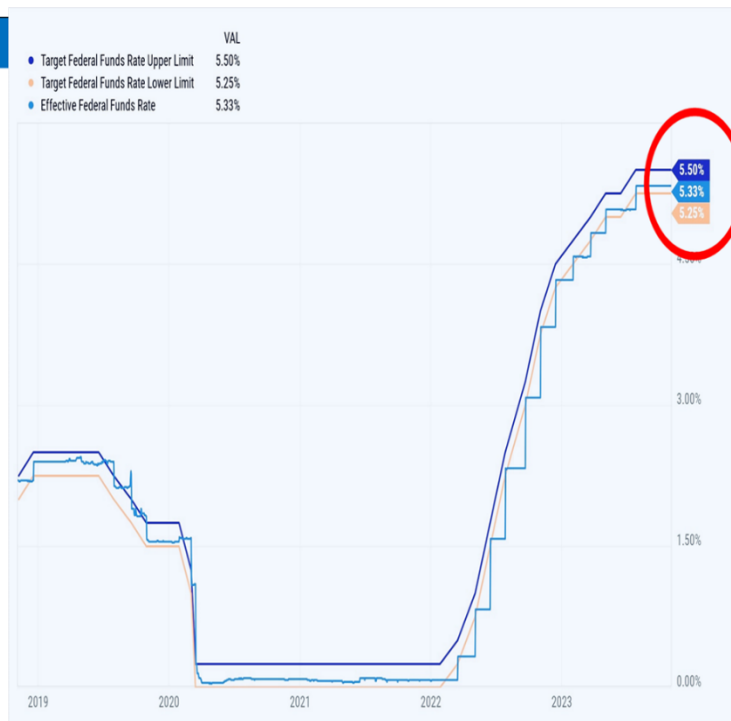 VAL
Target Federal Funds Rate Upper Limit 5.50%
Target Federal Funds Rate Lower Limit 5.25%
Effective Federal Funds Rate 5.33%
5.50%
5.33%
5.25%
4.50%
3.00%
1.50%
0.00%
2019 2020 2021 2022 2023